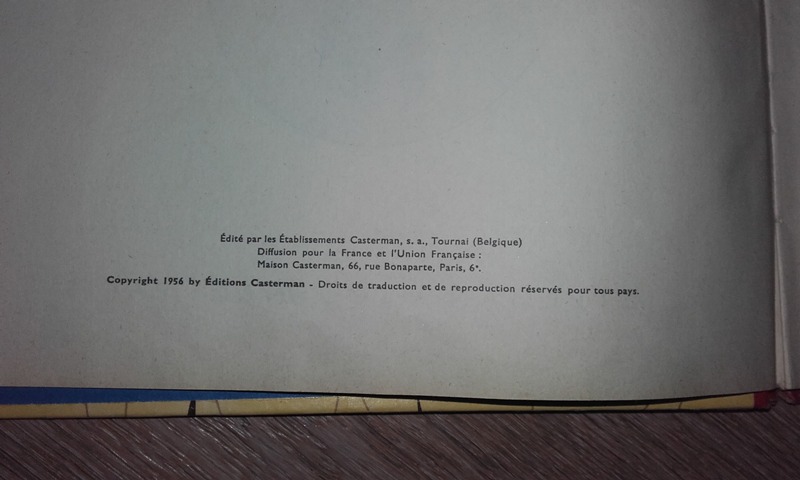 Édité par les Établissements Casterman, s. a., Tournai (Belgique)
Diffusion pour la France et l'Union Française :
Maison Casterman, 66, rue Bonaparte, Paris, 6e.
Copyright 1956 by Éditions Casterman - Droits de traduction et de reproduction réservés pour tous pays.